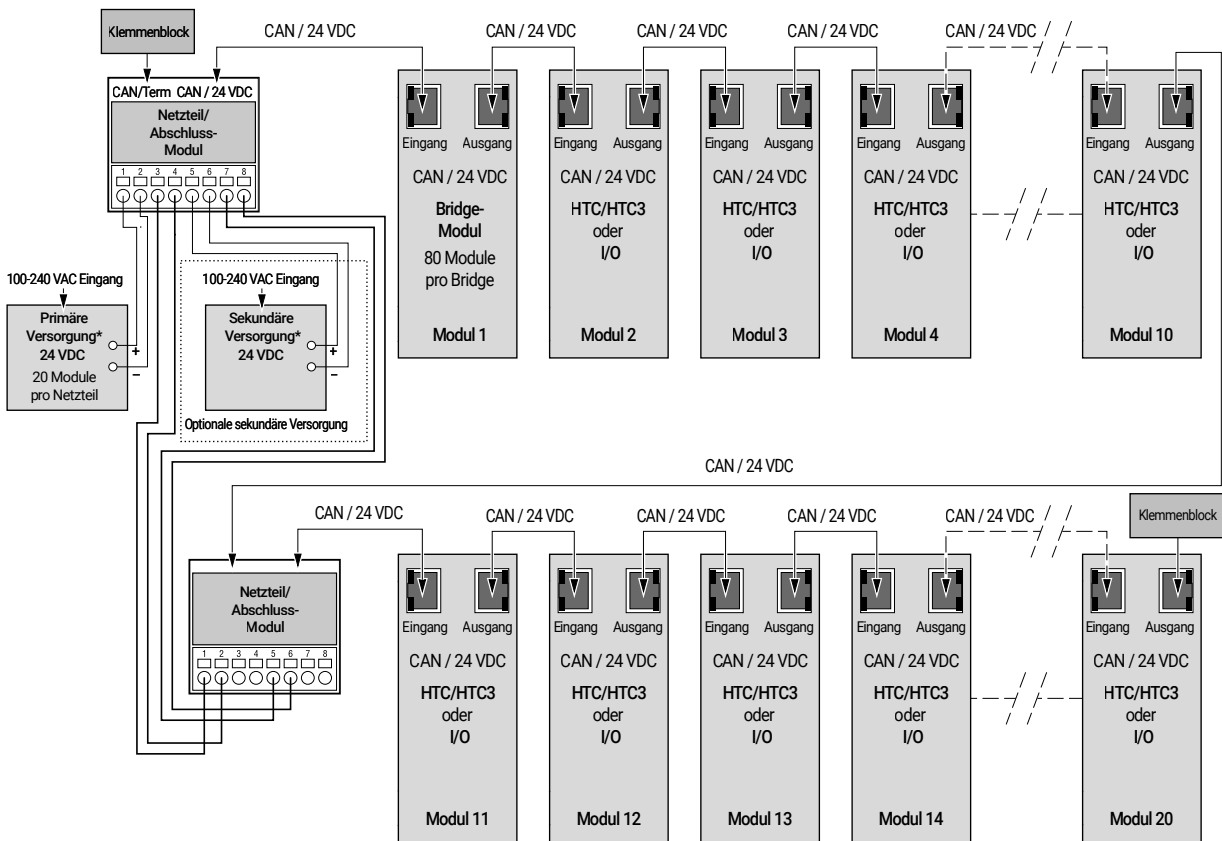 Klemmenblock
CAN / 24 VDC
CAN / 24 VDC
CAN / 24 VDC
CAN / 24 VDC
CAN / 24 VDC
CAN/Term CAN / 24 VDC
Netzteil/
Abschluss-
Modul
1 2 3 4 5 6 7 8
Eingang Ausgang
CAN / 24 VDC
Bridge-
Modul
80 Module
pro Bridge
Modul 1
Eingang Ausgang
CAN / 24 VDC
HTC/HTC3
oder
I/O
Modul 2
Eingang Ausgang
CAN / 24 VDC
HTC/HTC3
oder
I/O
Modul 3
Eingang Ausgang
CAN / 24 VDC
HTC/HTC3
oder
I/O
Modul 4
Eingang Ausgang
CAN / 24 VDC
HTC/HTC3
oder
I/O
Modul 10
100-240 VAC Eingang
Primäre
Versorgung*
24 VDC
20 Module
pro Netzteil
+
–
100-240 VAC Eingang
Sekundäre
Versorgung*
24 VDC
+
–
Optionale sekundäre Versorgung
CAN / 24 VDC
CAN / 24 VDC
CAN / 24 VDC
CAN / 24 VDC
CAN / 24 VDC
CAN / 24 VDC
Klemmenblock
Netzteil/
Abschluss-
Modul
1 2 3 4 5 6 7 8
Eingang Ausgang
CAN / 24 VDC
HTC/HTC3
oder
I/O
Modul 11
Eingang Ausgang
CAN / 24 VDC
HTC/HTC3
oder
I/O
Modul 12
Eingang Ausgang
CAN / 24 VDC
HTC/HTC3
oder
I/O
Modul 13
Eingang Ausgang
CAN / 24 VDC
HTC/HTC3
oder
I/O
Modul 14
Eingang Ausgang
CAN / 24 VDC
HTC/HTC3
oder
I/O
Modul 20